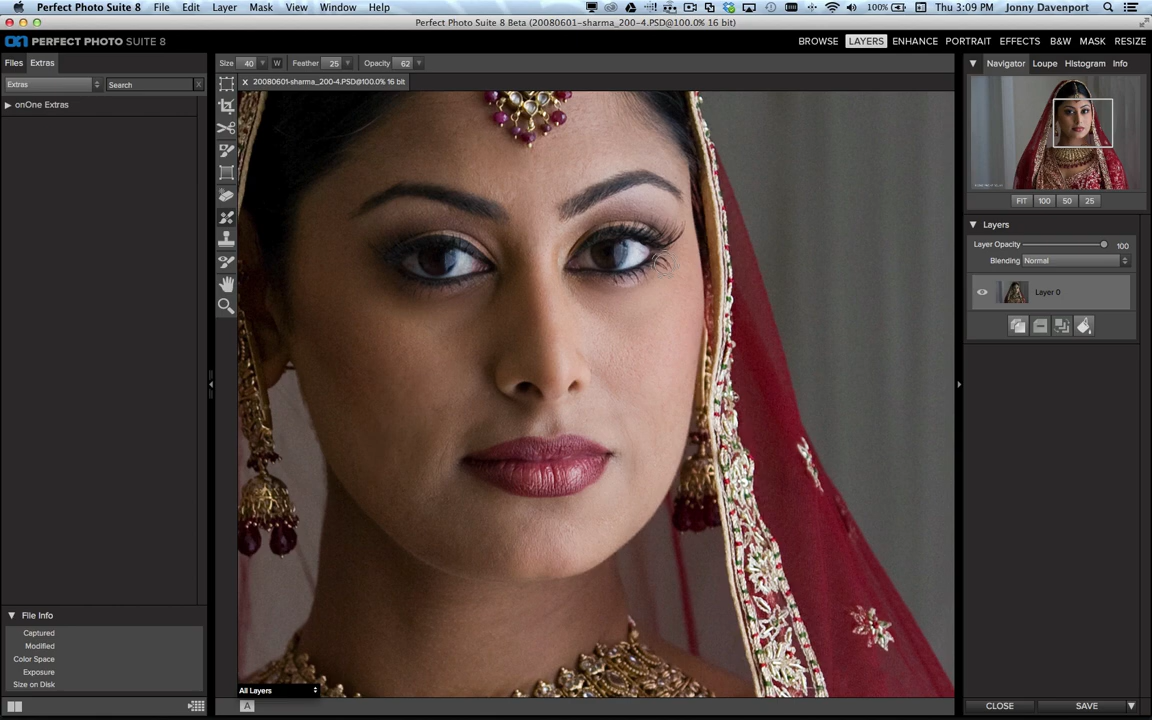 Perfect Photo Suite 8 File Edit Layer Mask View Window Help 100% Thu 3:09 PM Jonny Davenport
Perfect Photo Suite 8 Beta (20080601-sharma_200-4.PSD@100.0% 16 bit)
on PERFECT PHOTO SUITE 8 BROWSE LAYERS ENHANCE PORTRAIT EFFECTS B&W MASK RESIZE
Files Extras Size 40 W Feather 25 Opacity 62 Navigator Loupe Histogram Info
Extras Search X 20080601-sharma_200-4.PSD@100.0% 16 bit
onOne Extras
FIT 100 50 25
Layers
Layer Opacity 100
Blending Normal
Layer 0
File Info
Captured
Modified
Color Space
Exposure
Size on Disk
All Layers
A CLOSE SAVE